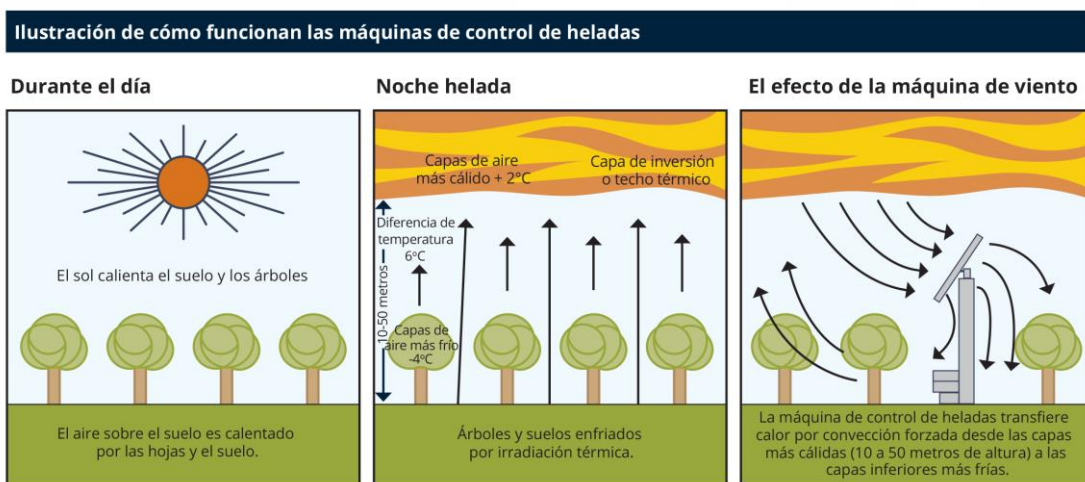 Ilustración de cómo funcionan las máquinas de control de heladas
Durante el día
El sol calienta el suelo y los árboles
El aire sobre el suelo es calentado
por las hojas y el suelo.
Noche helada
Capas de aire
más cálido + 2°C
Capa de inversión
o techo térmico
Diferencia de
temperatura
6°C
10-50 metros
Capas de
aire más frío
-4°C
Árboles y suelos enfriados
por irradiación térmica.
El efecto de la máquina de viento
La máquina de control de heladas transfiere
calor por convección forzada desde las capas
más cálidas (10 a 50 metros de altura) a las
capas inferiores más frías.